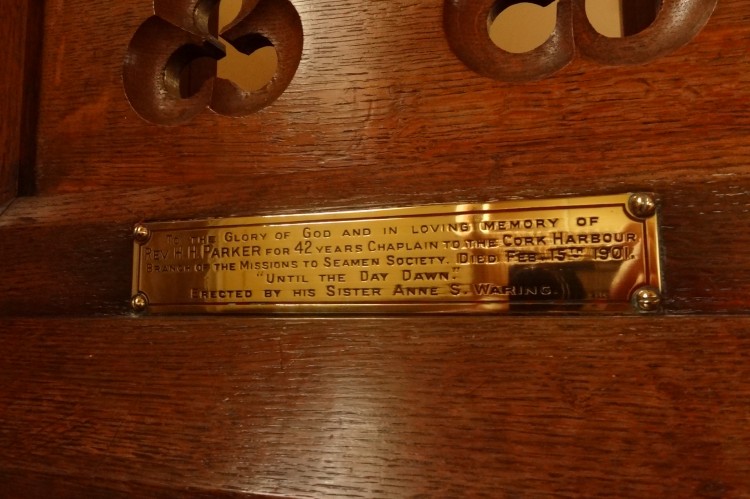 To the Glory of God and in loving memory of
Rev. H. H. Parker for 42 years Chaplain to the Cork Harbour
Branch of the Missions to Seamen Society. Died Feb. 15th 1901.
"Until the Day Dawn."
Erected by his Sister Anne S. Waring.